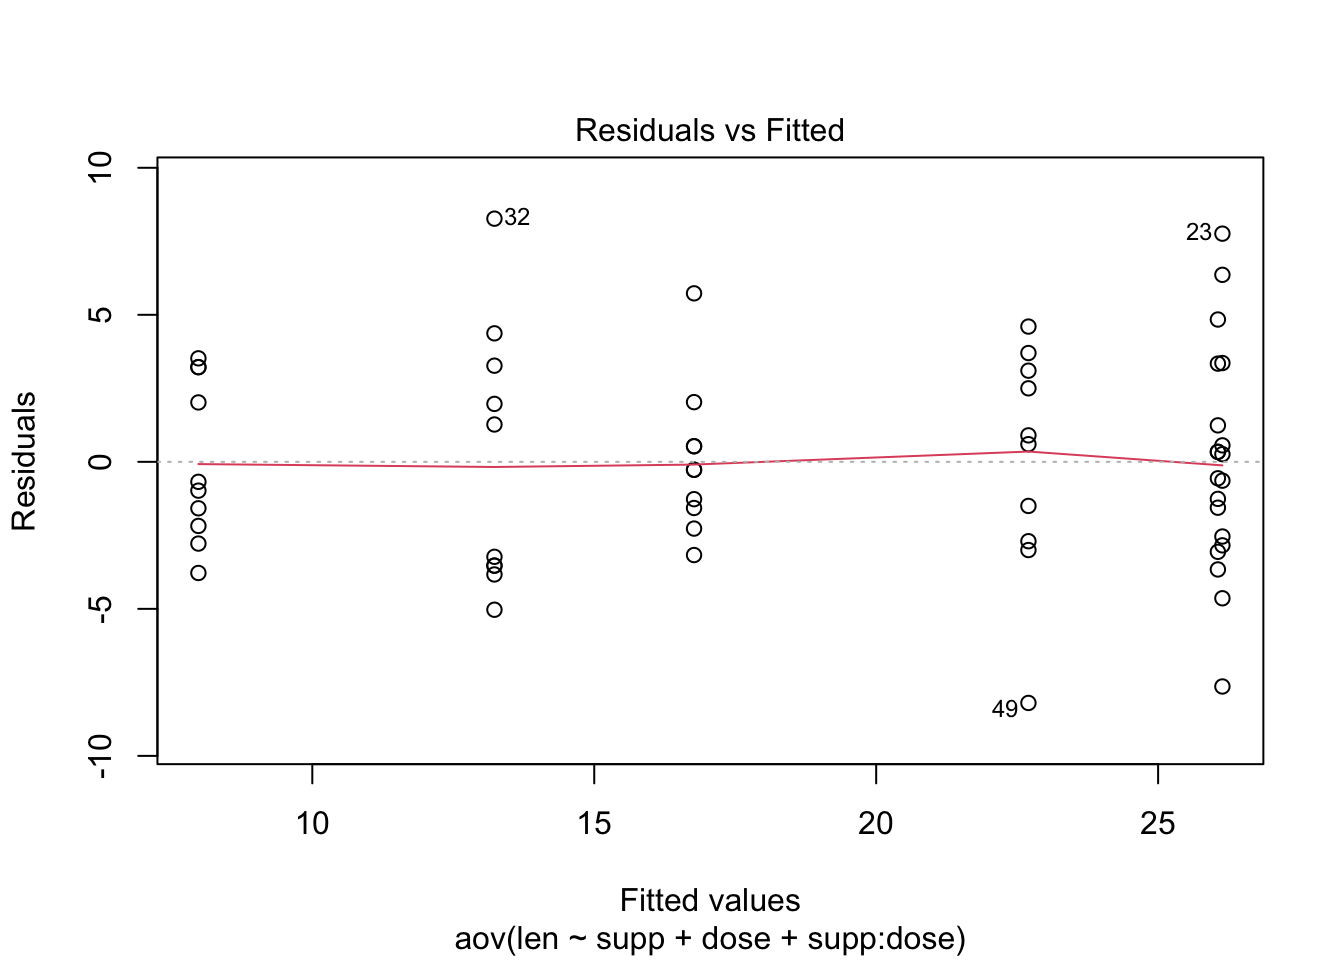 Residuals vs Fitted
10
5
0
-5
-10
Residuals
32
23
49
10 15 20 25
Fitted values
aov(len ~ supp + dose + supp:dose)